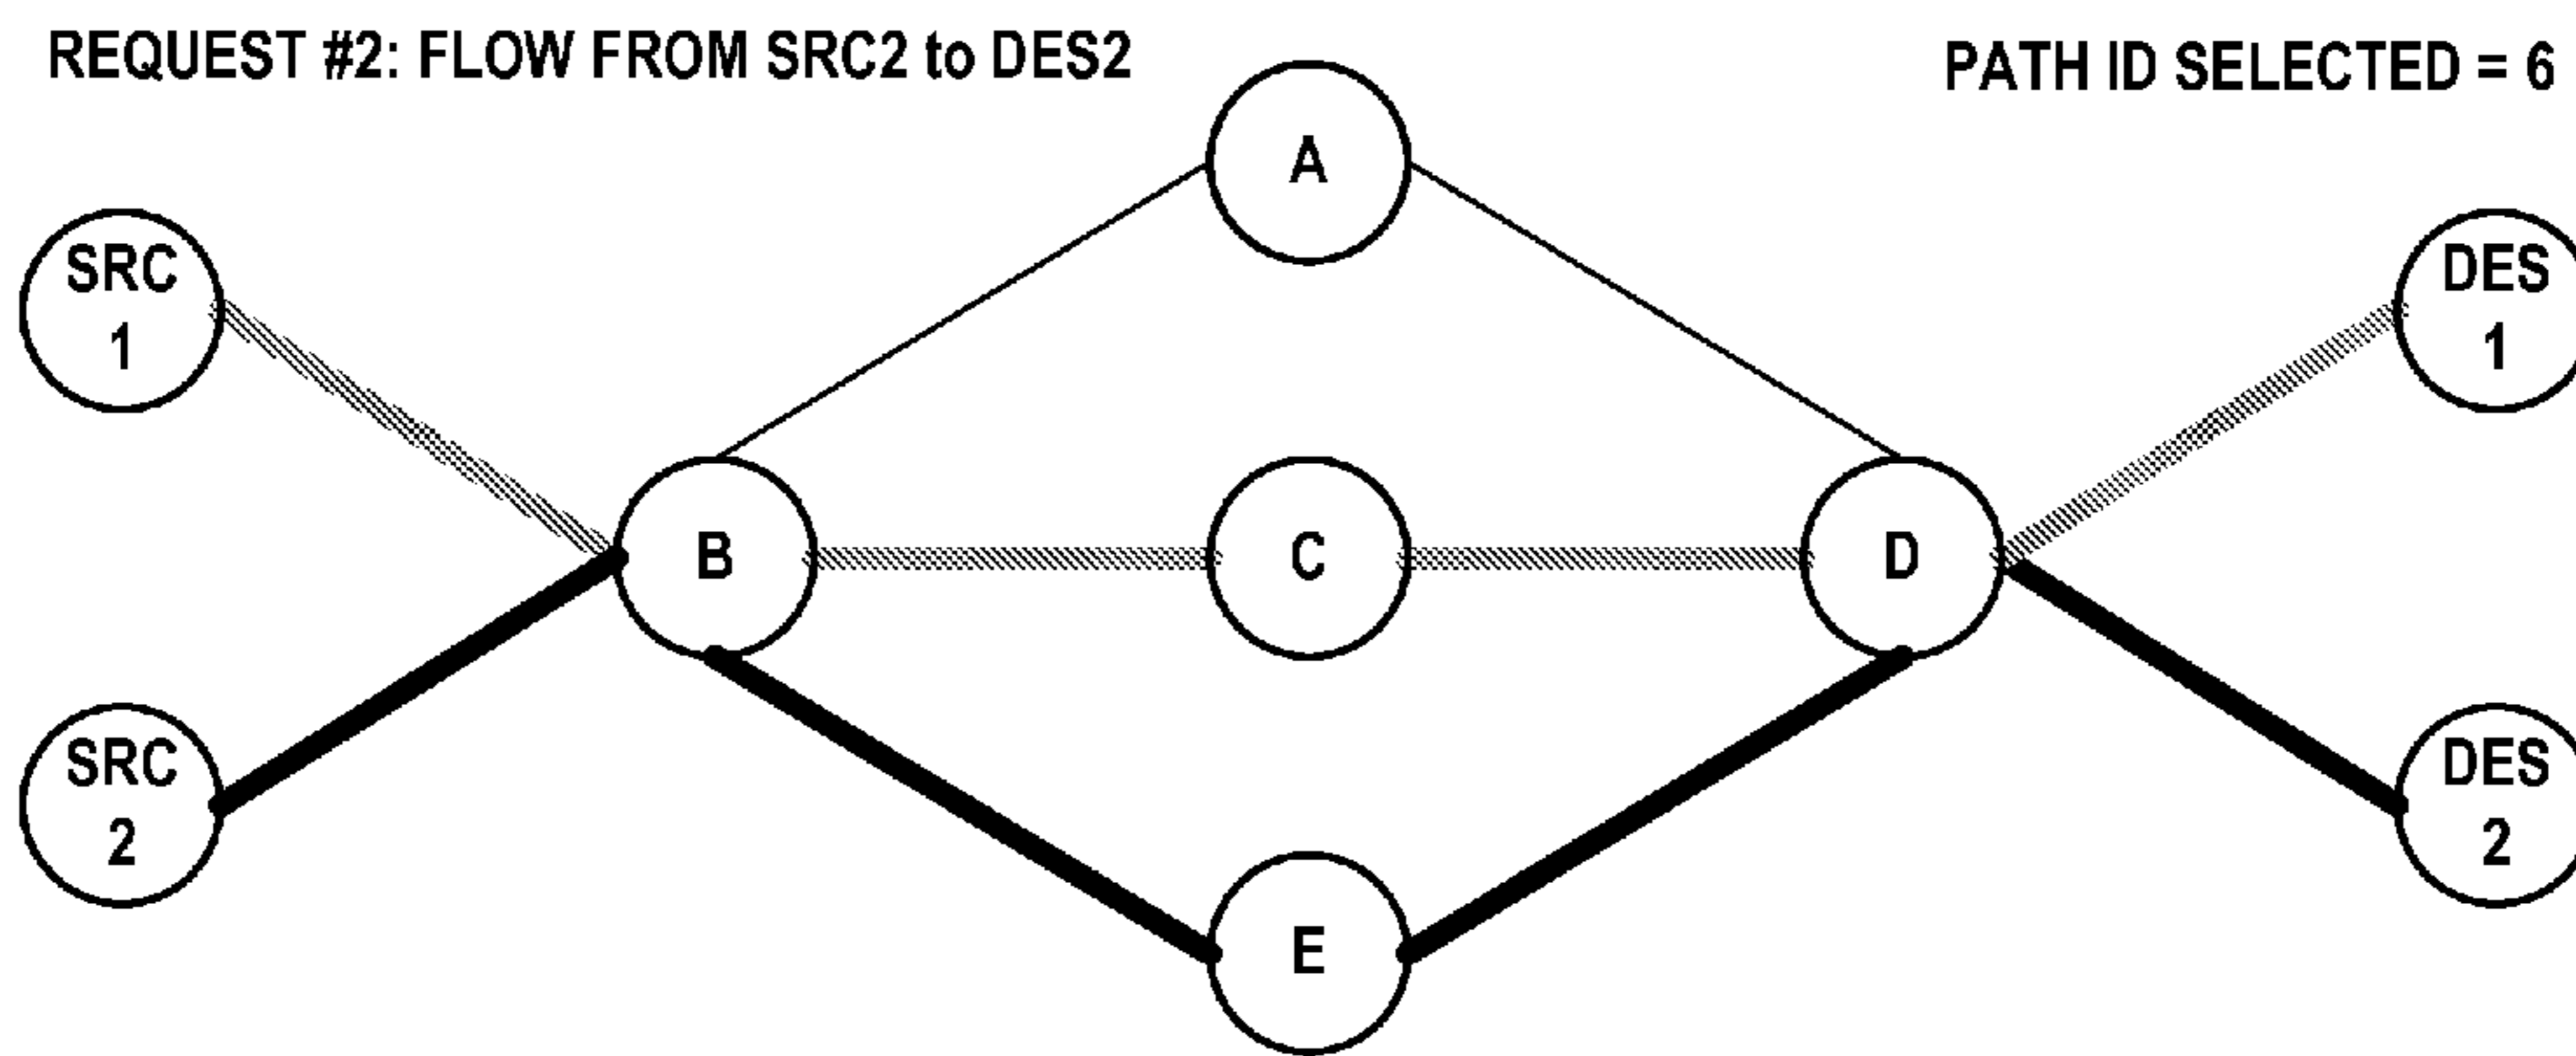 REQUEST #2: FLOW FROM SRC2 to DES2
PATH ID SELECTED = 6
A
SRC
1
DES
1
B
C
D
SRC
2
DES
2
E